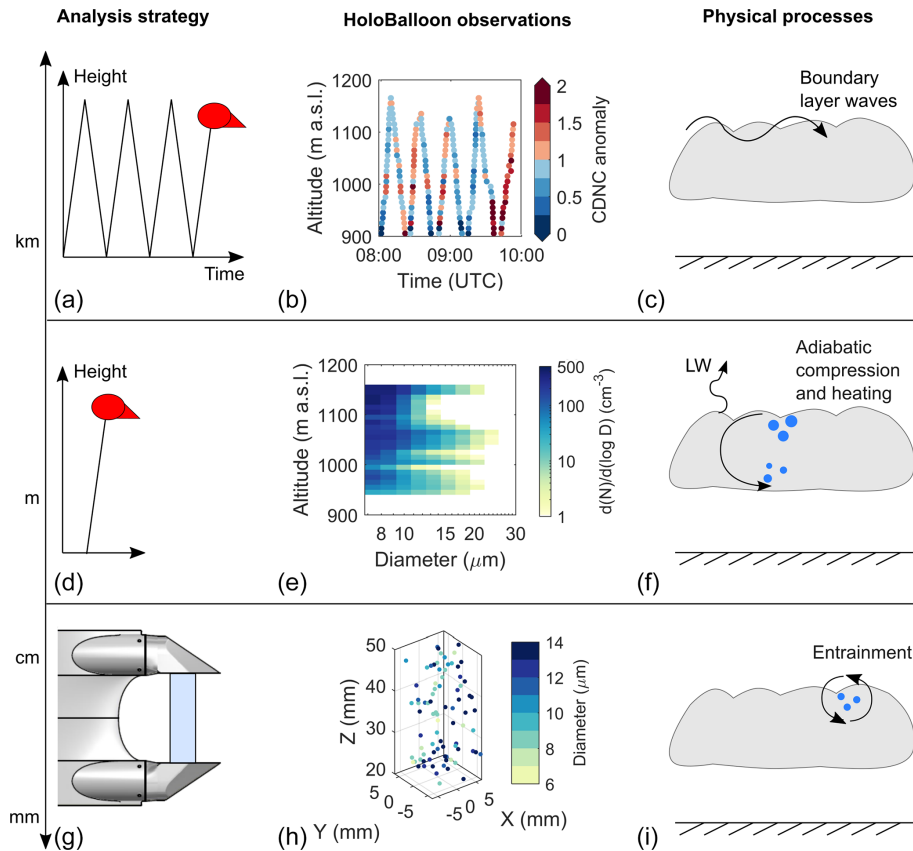 Analysis strategy
HoloBalloon observations
Physical processes
km
m
cm
mm
Height
Time
(a)
1200
1100
1000
900
Altitude (m a.s.l.)
08:00
09:00
10:00
Time (UTC)
2
1.5
1
0.5
0
CDNC anomaly
(b)
Boundary
layer waves
(c)
Height
(d)
1200
1100
1000
900
Altitude (m a.s.l.)
8
10
15
20
30
Diameter (μm)
500
100
10
1
d(N)/d(log D) (cm⁻³)
(e)
LW
Adiabatic
compression
and heating
(f)
(g)
50
40
30
20
Z (mm)
5
0
-5
Y (mm)
-5
0
5
X (mm)
14
12
10
8
6
Diameter (μm)
(h)
Entrainment
(i)